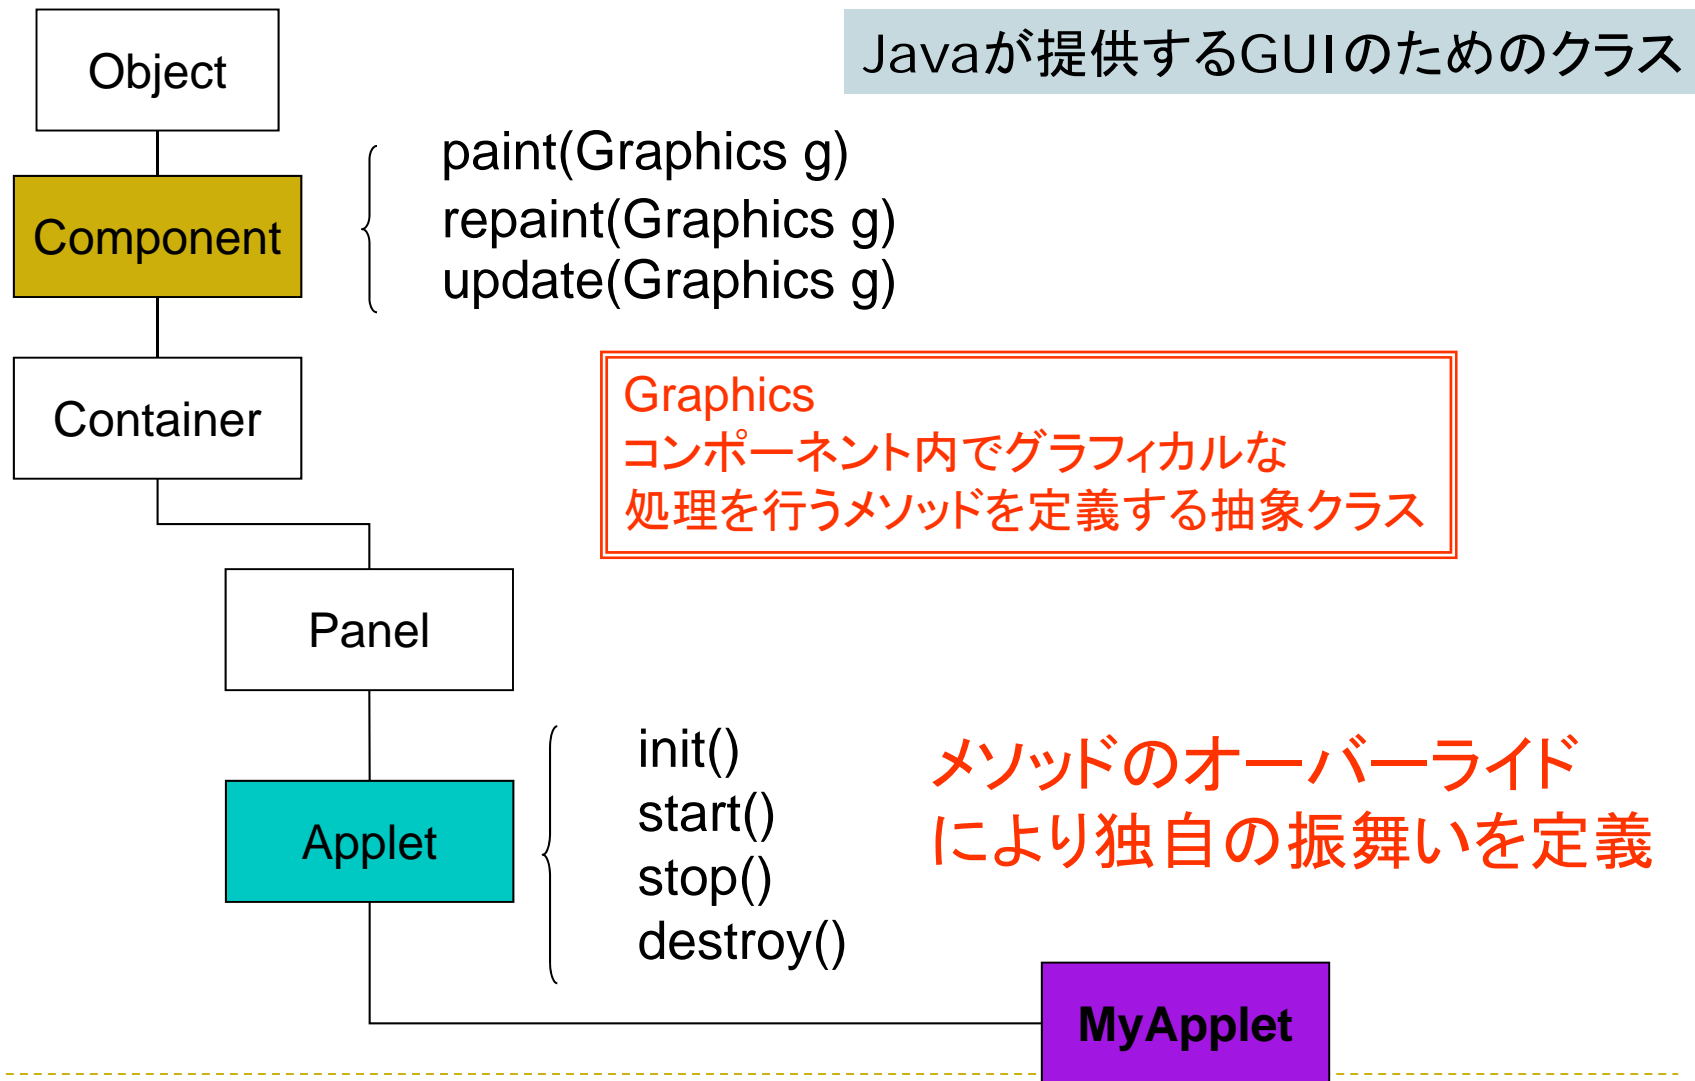 Javaが提供するGUIのためのクラス
Object
Component
paint(Graphics g)
repaint(Graphics g)
update(Graphics g)
Container
Graphics
コンポーネント内でグラフィカルな
処理を行うメソッドを定義する抽象クラス
Panel
Applet
init()
start()
stop()
destroy()
メソッドのオーバーライド
により独自の振舞いを定義
MyApplet